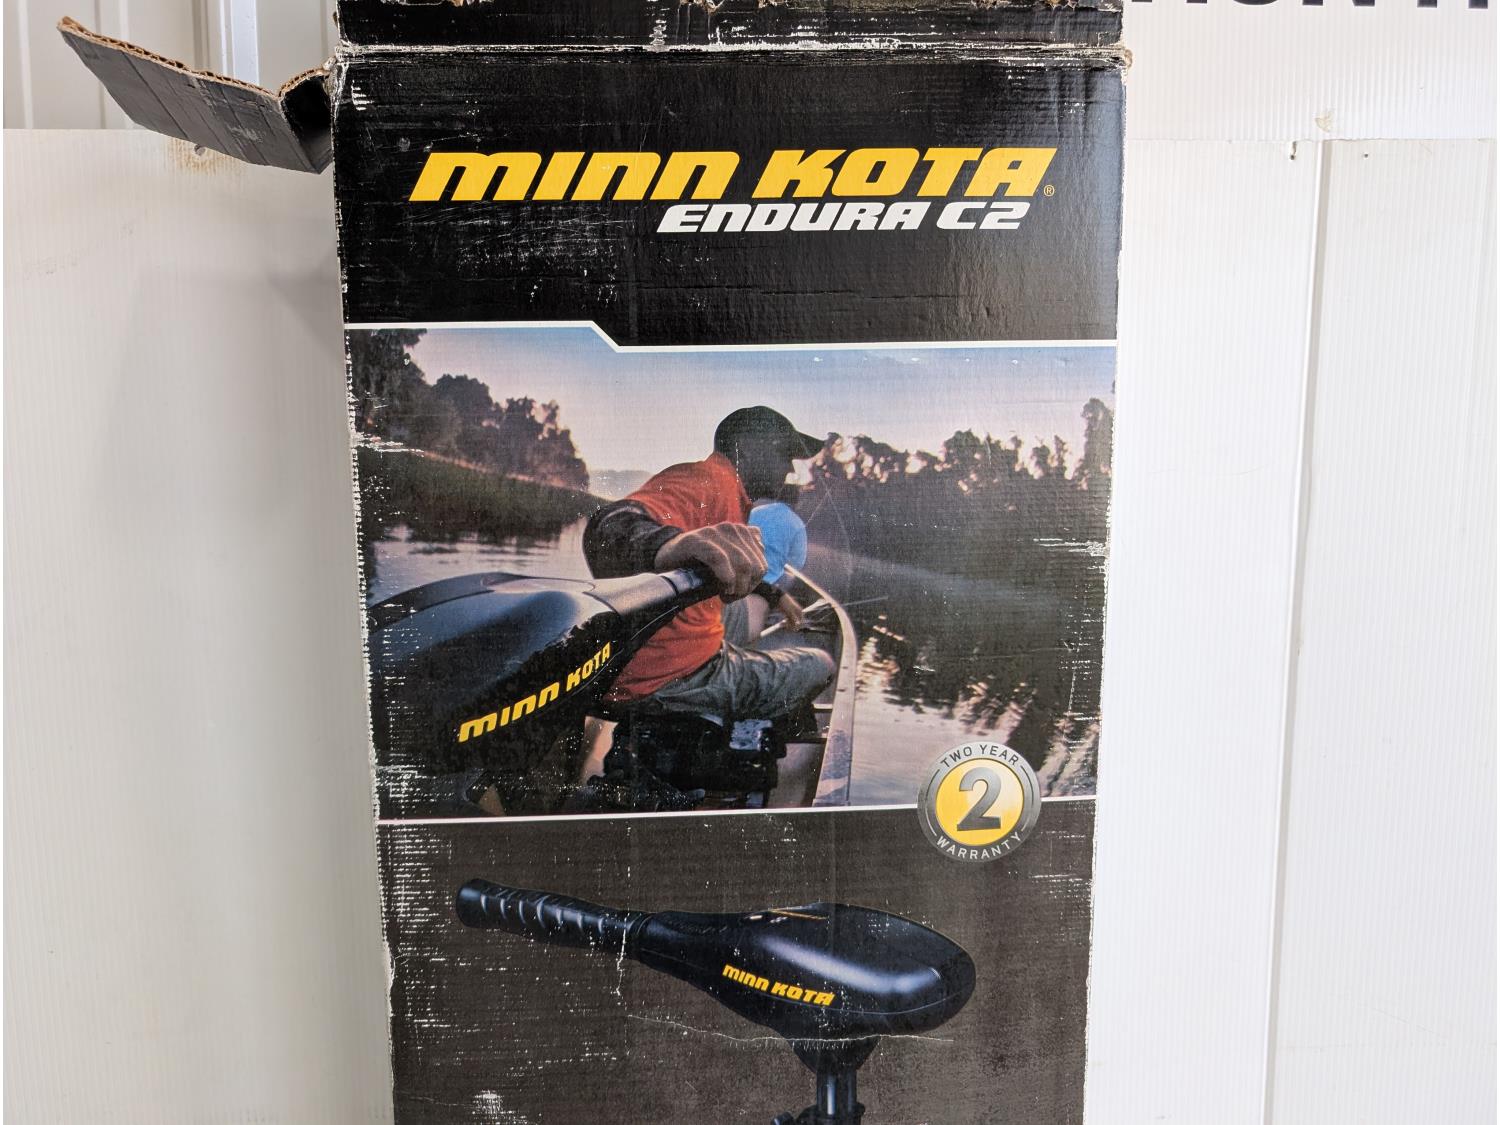 MINN KOTA®
ENDURA C2
MINN KOTA
TWO YEAR
2
WARRANTY
MINN KOTA